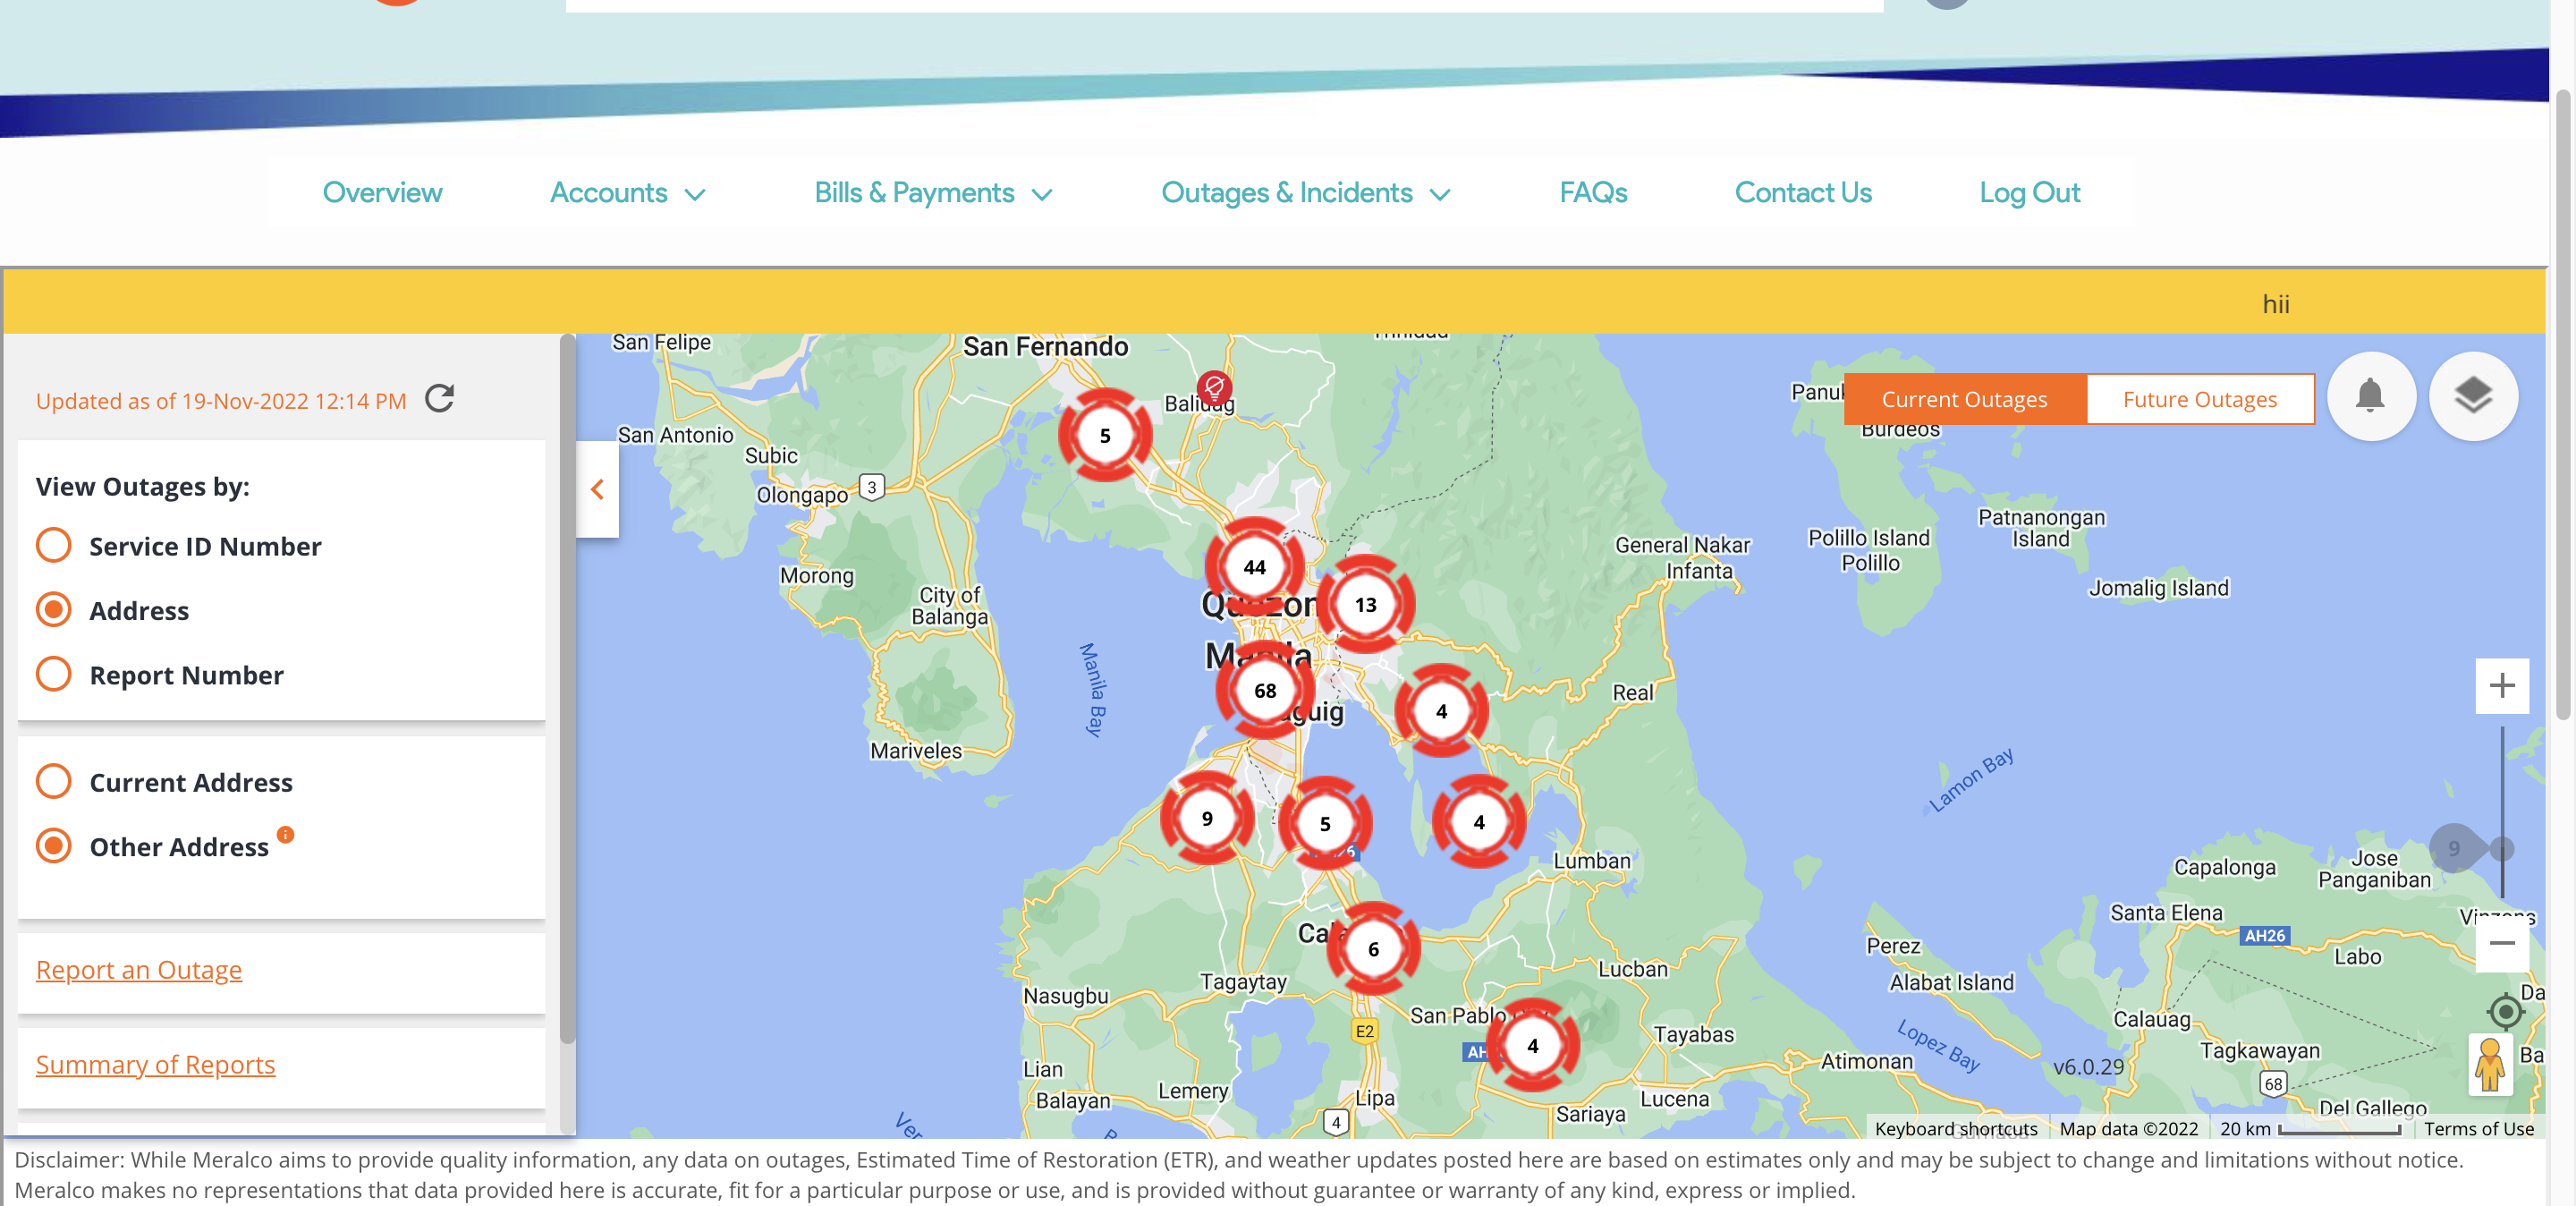 Overview Accounts Bills & Payments Outages & Incidents FAQs Contact Us Log Out
hii
Updated as of 19-Nov-2022 12:14 PM
View Outages by:
Service ID Number
Address
Report Number
Current Address
Other Address i
Report an Outage
Summary of Reports
Current Outages Future Outages
San Felipe
San Fernando
San Antonio
Subic
Olongapo
3
Morong
City of
Balanga
Mariveles
Manila Bay
5
44
13
68
4
9
5
4
6
4
General Nakar
Infanta
Real
Polillo Island
Polillo
Burdeos
Patnanongan
Island
Jomalig Island
Lamon Bay
Lumban
Lucban
Tagaytay
Nasugbu
Lian
Balayan
Lemery
Lipa
E2
4
San Pablo
Tayabas
Lucena
Sariaya
Atimonan
Perez
Alabat Island
Lopez Bay
Calauag
Santa Elena
Capalonga
Jose
Panganiban
AH26
Labo
Tagkawayan
68
Del Gallego
9
v6.0.29
Keyboard shortcuts Map data ©2022 20 km Terms of Use
Disclaimer: While Meralco aims to provide quality information, any data on outages, Estimated Time of Restoration (ETR), and weather updates posted here are based on estimates only and may be subject to change and limitations without notice.
Meralco makes no representations that data provided here is accurate, fit for a particular purpose or use, and is provided without guarantee or warranty of any kind, express or implied.